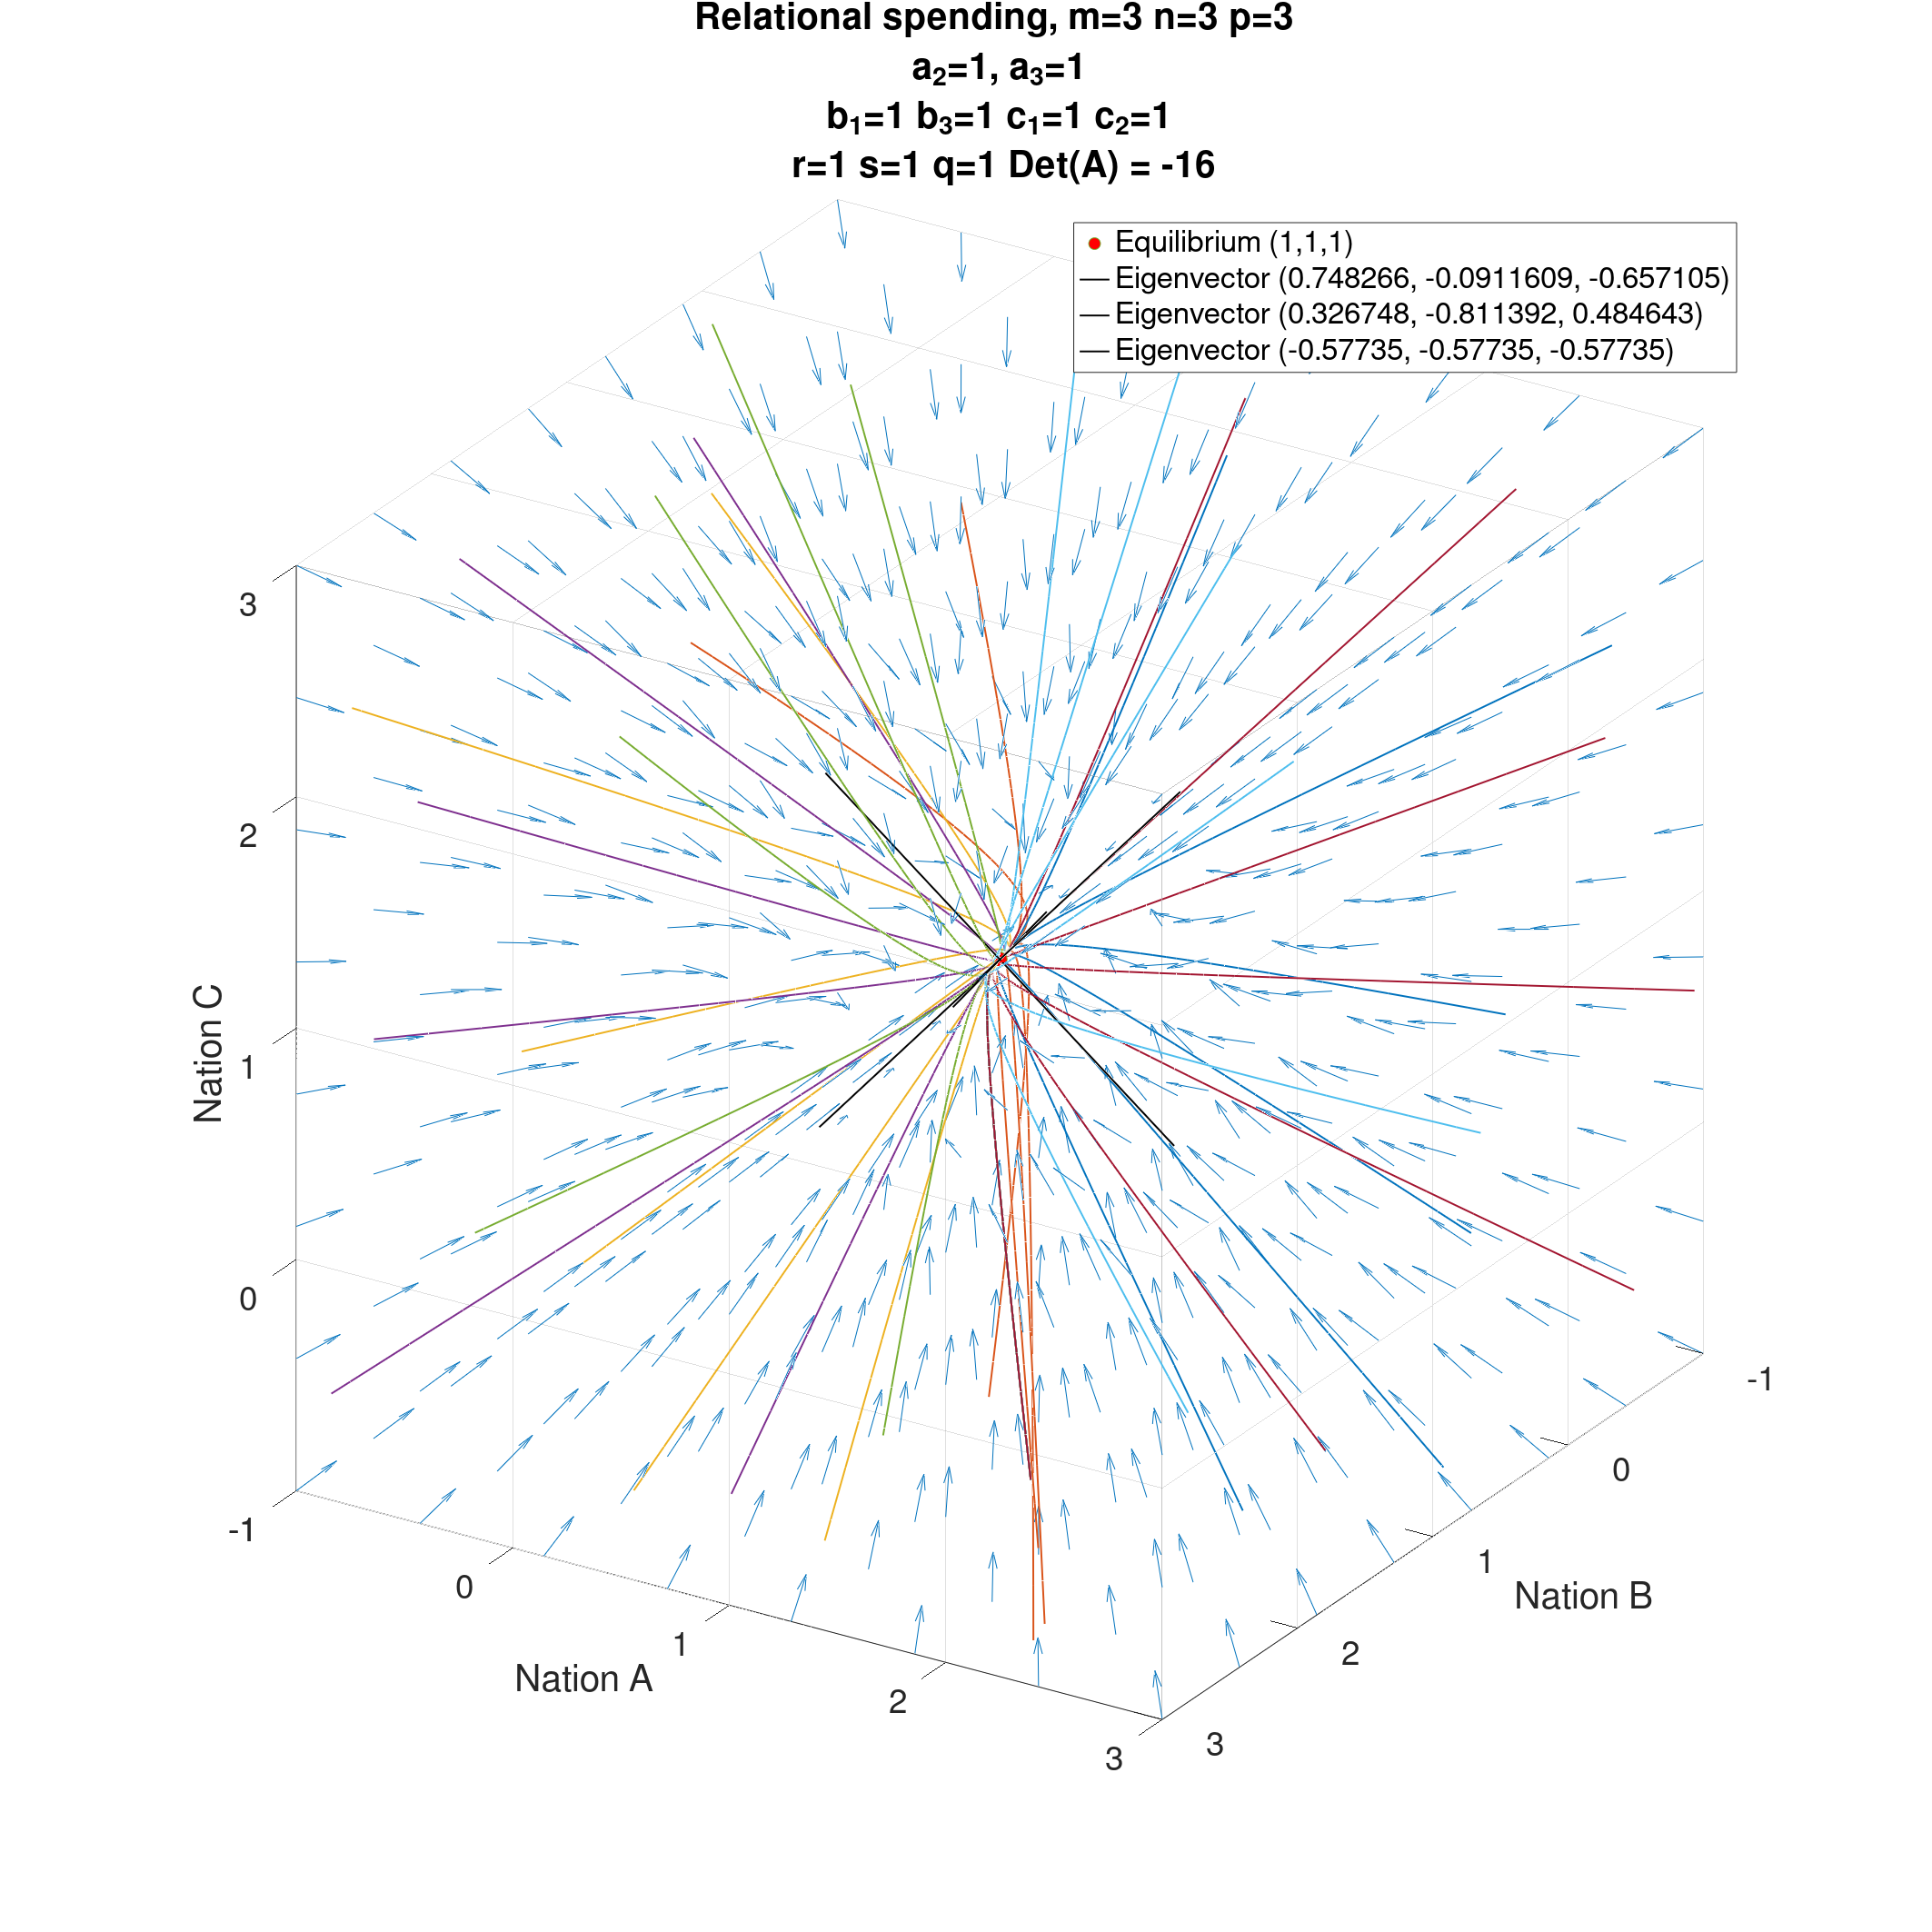 Relational spending, m=3 n=3 p=3
a₂=1, a₃=1
b₁=1 b₃=1 c₁=1 c₂=1
r=1 s=1 q=1 Det(A) = -16
Equilibrium (1,1,1)
Eigenvector (0.748266, -0.0911609, -0.657105)
Eigenvector (0.326748, -0.811392, 0.484643)
Eigenvector (-0.57735, -0.57735, -0.57735)
3
2
1
0
-1
Nation C
0
1
2
3
Nation A
3
2
1
0
-1
Nation B